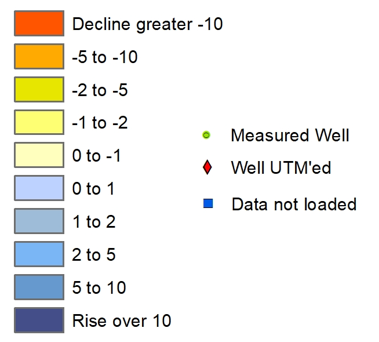 Decline greater -10
-5 to -10
-2 to -5
-1 to -2
0 to -1
0 to 1
1 to 2
2 to 5
5 to 10
Rise over 10
Measured Well
Well UTM'ed
Data not loaded